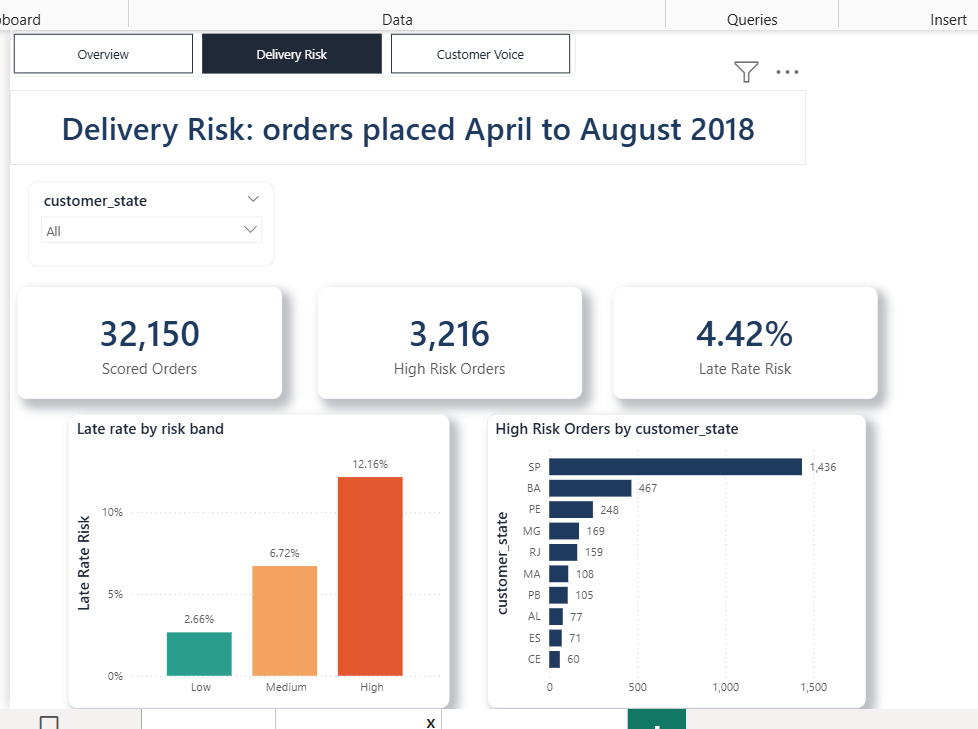 board
Data
Queries
Insert
Overview
Delivery Risk
Customer Voice
Delivery Risk: orders placed April to August 2018
customer_state
All
32,150
Scored Orders
3,216
High Risk Orders
4.42%
Late Rate Risk
Late rate by risk band
Late Rate Risk
10%
5%
0%
2.66%
6.72%
12.16%
Low
Medium
High
High Risk Orders by customer_state
customer_state
SP 1,436
BA 467
PE 248
MG 169
RJ 159
MA 108
PB 105
AL 77
ES 71
CE 60
0 500 1,000 1,500
x